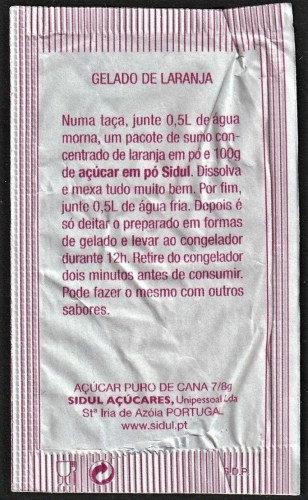 GELADO DE LARANJA
Numa taça, junte 0,5L de água
morna, um pacote de sumo con-
centrado de laranja em pó e 100g
de açúcar em pó Sidul. Dissolva
e mexa tudo muito bem. Por fim,
junte 0,5L de água fria. Depois é
só deitar o preparado em formas
de gelado e levar ao congelador
durante 12h. Retire do congelador
dois minutos antes de consumir.
Pode fazer o mesmo com outros
sabores.
AÇÚCAR PURO DE CANA 7/8g
SIDUL AÇÚCARES, Unipessoal Lda
Stª Iria de Azóia PORTUGAL
www.sidul.pt